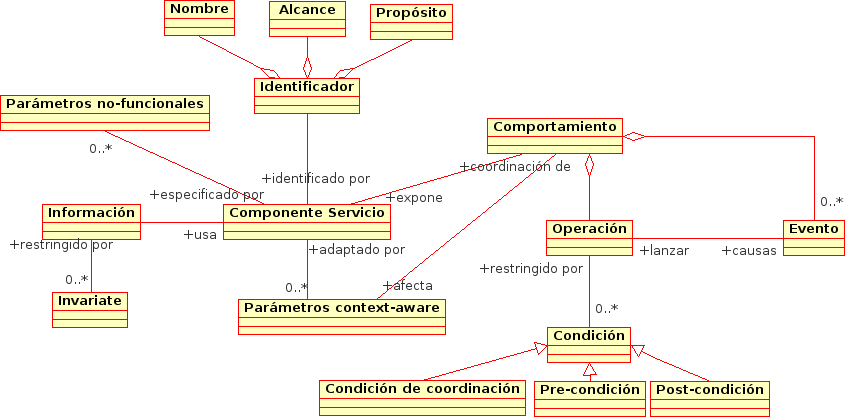 Nombre
Alcance
Propósito
Identificador
Parámetros no-funcionales
Comportamiento
0..*
+coordinación de
+identificado por
+especificado por
+expone
0..*
Información
Componente Servicio
Operación
Evento
+usa
+restringido por
+adaptado por
+lanzar
+causas
+restringido por
0..*
0..*
+afecta
Invariate
Parámetros context-aware
0..*
Condición
Condición de coordinación
Pre-condición
Post-condición